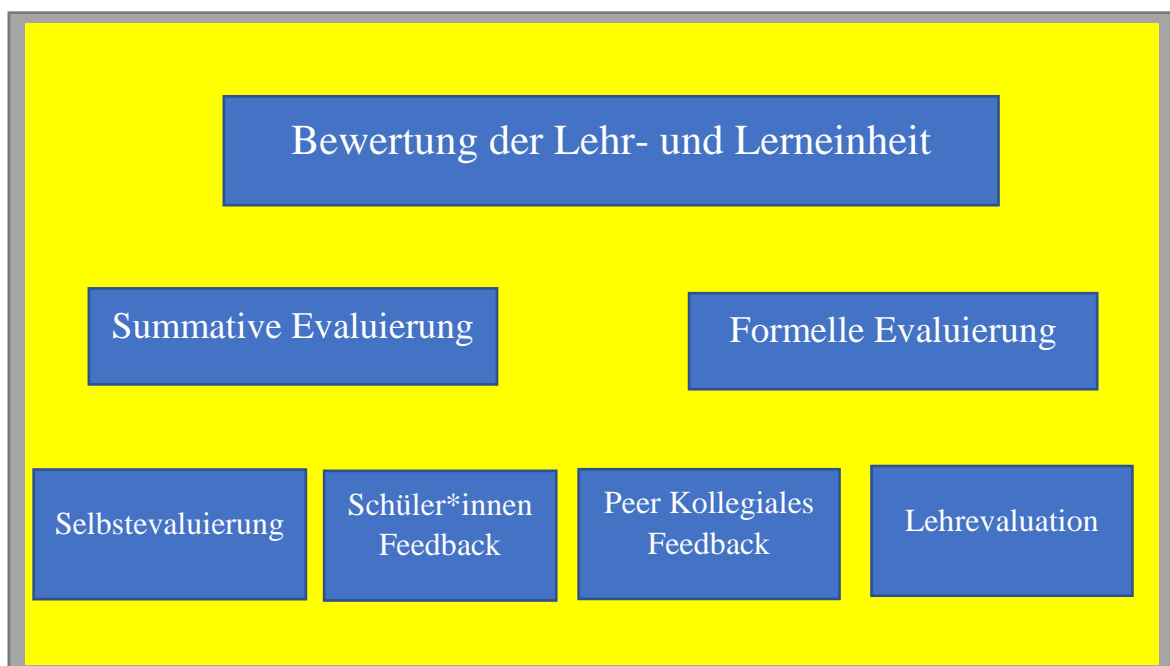 Bewertung der Lehr- und Lerneinheit
Summative Evaluierung
Formelle Evaluierung
Selbstevaluierung
Schüler*innen
Feedback
Peer Kollegiales
Feedback
Lehrevaluation